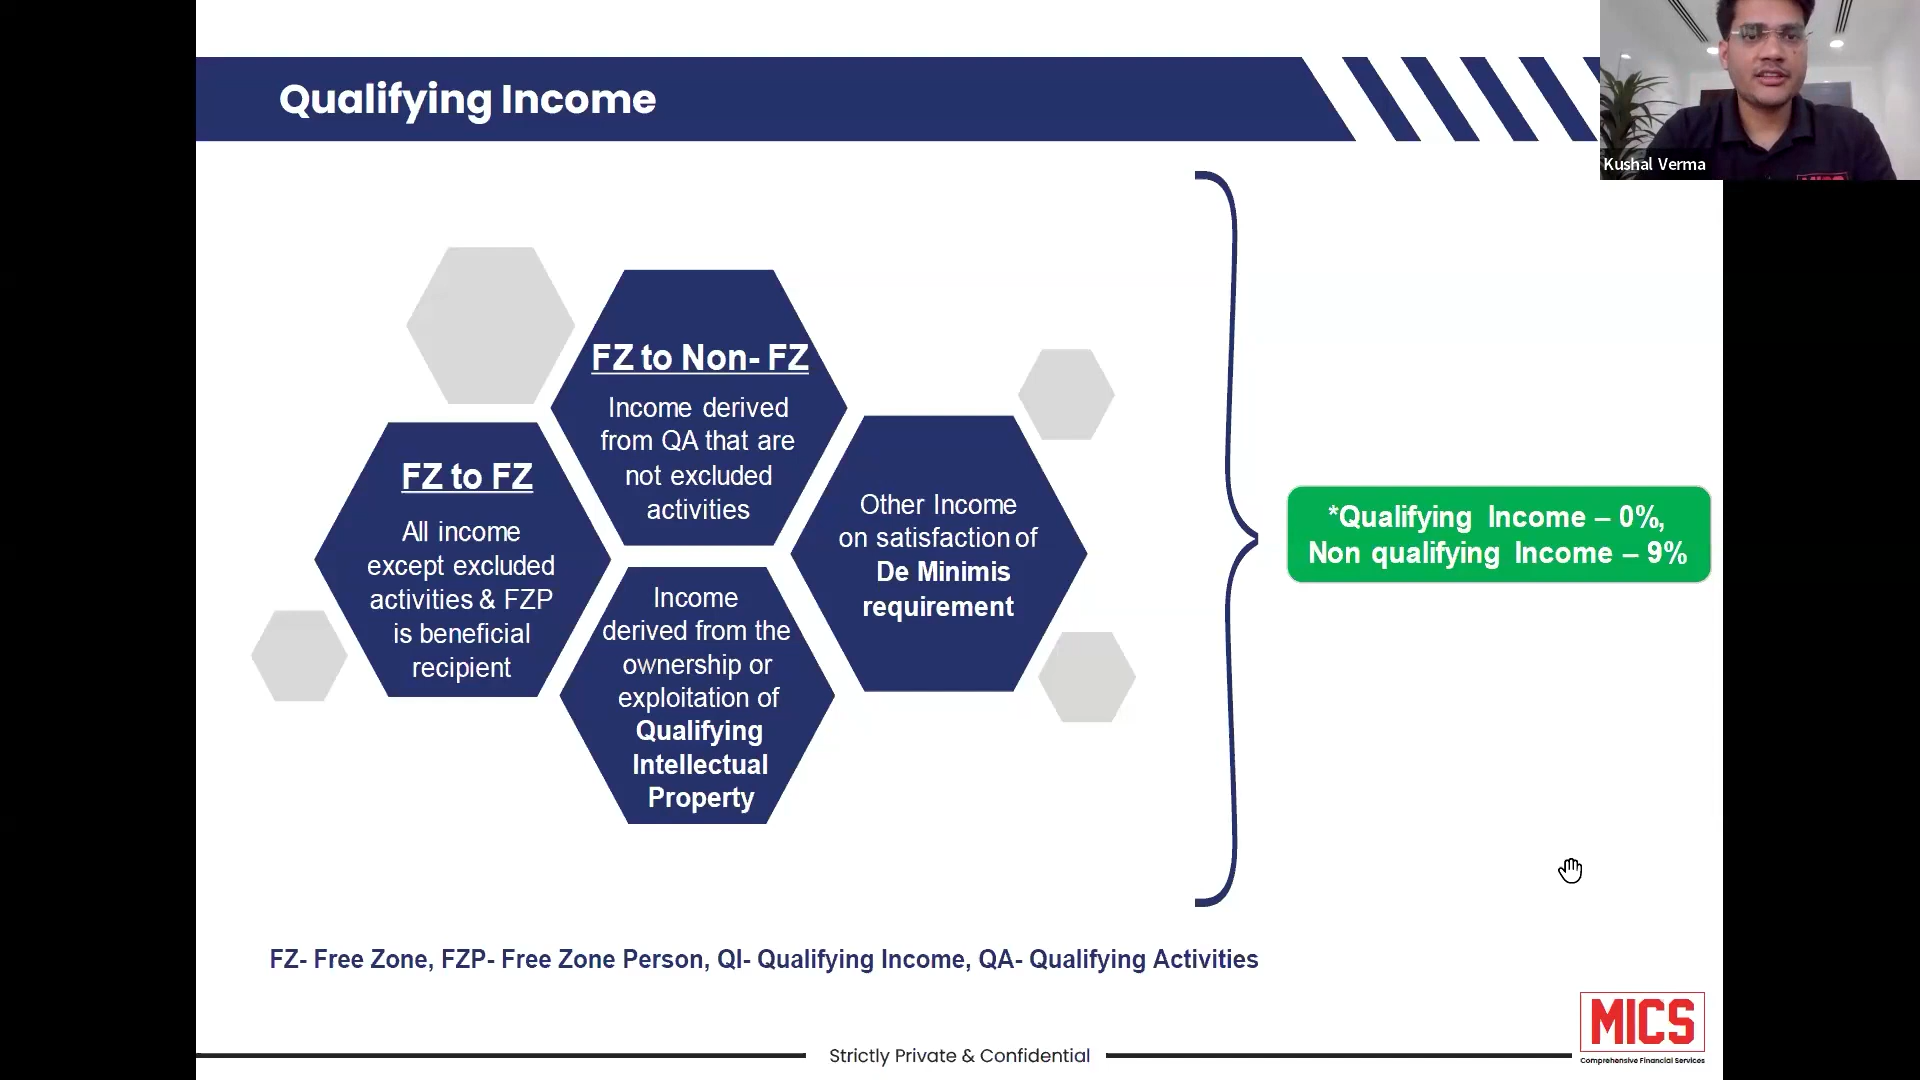 Qualifying Income
Kushal Verma
FZ to Non- FZ
Income derived
from QA that are
not excluded
activities
FZ to FZ
All income
except excluded
activities & FZP
is beneficial
recipient
Other Income
on satisfaction of
De Minimis
requirement
Income
derived from the
ownership or
exploitation of
Qualifying
Intellectual
Property
*Qualifying Income – 0%,
Non qualifying Income – 9%
FZ- Free Zone, FZP- Free Zone Person, QI- Qualifying Income, QA- Qualifying Activities
Strictly Private & Confidential
MICS
Comprehensive Financial Services